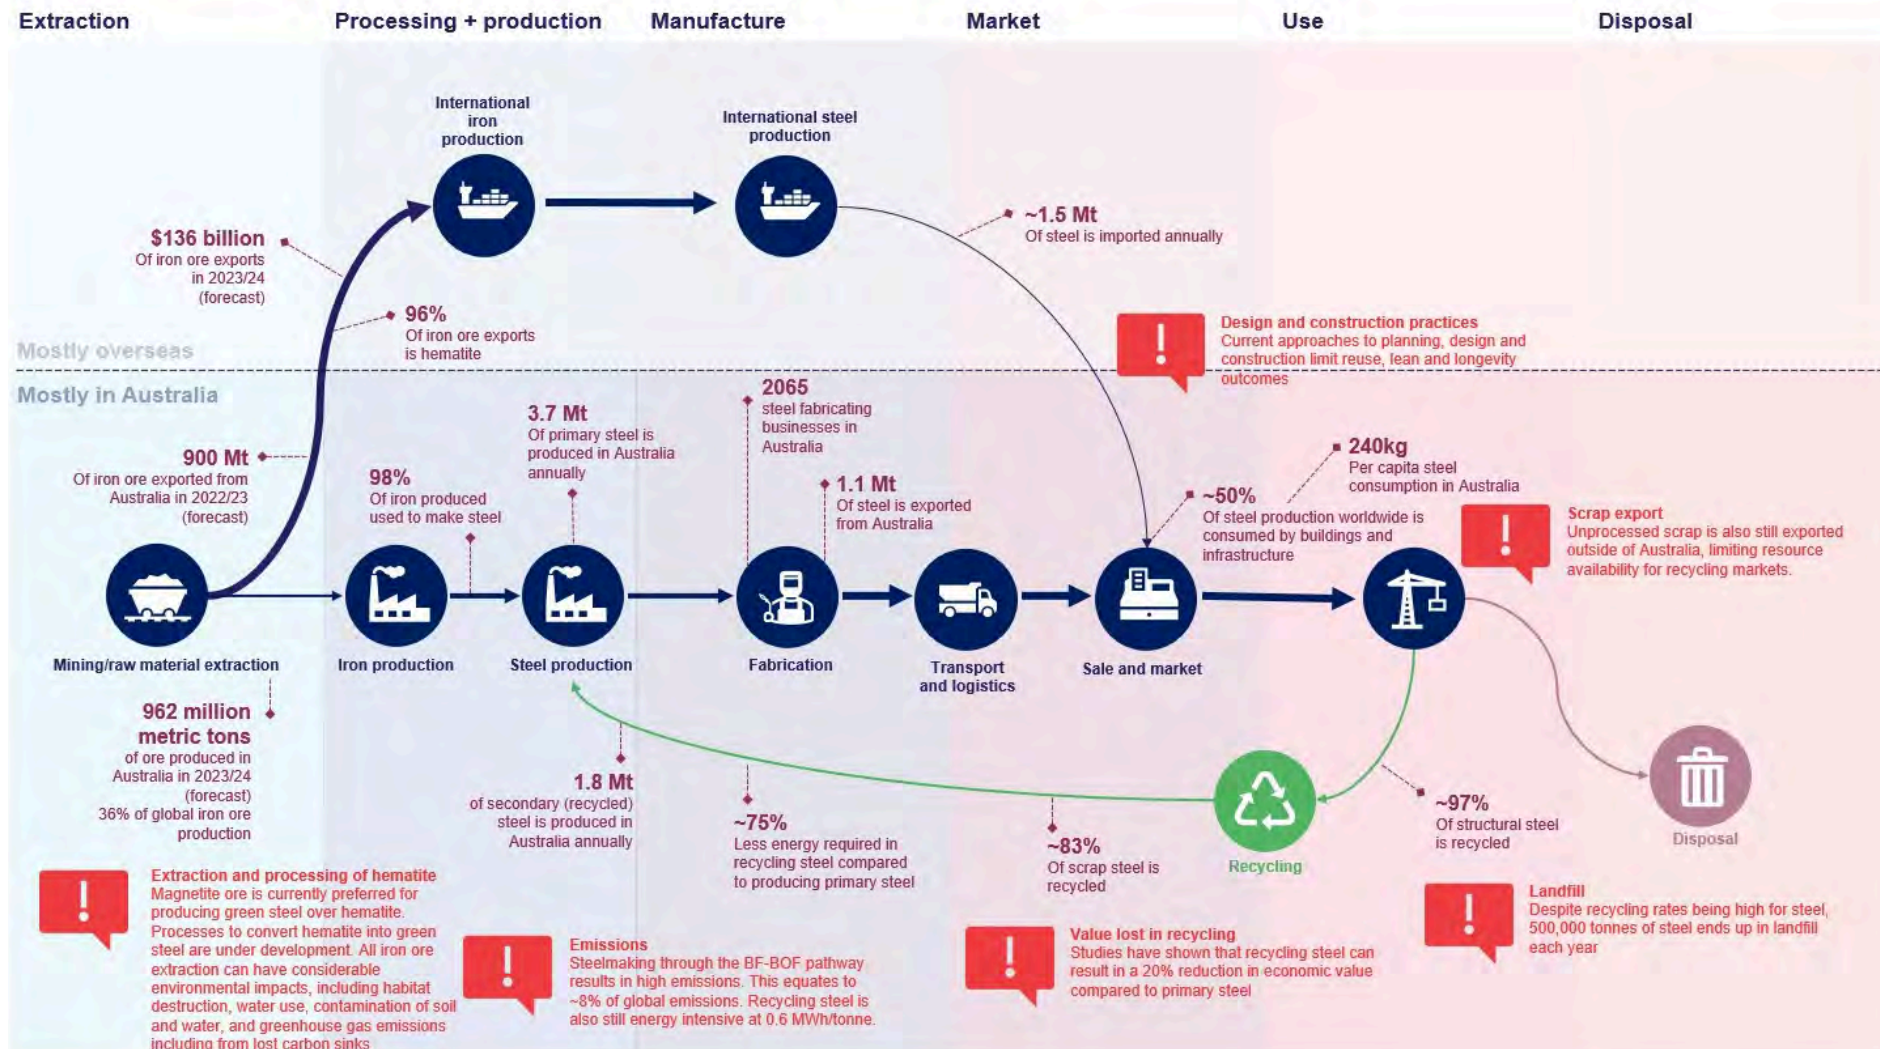 Extraction
Processing + production
Manufacture
Market
Use
Disposal
International
iron
production
International steel
production
$136 billion
Of iron ore exports
in 2023/24
(forecast)
96%
Of iron ore exports
is hematite
~1.5 Mt
Of steel is imported annually
Design and construction practices
Current approaches to planning, design and
construction limit reuse, lean and longevity
outcomes
Mostly overseas
Mostly in Australia
900 Mt
Of iron ore exported from
Australia in 2022/23
(forecast)
98%
Of iron produced
used to make steel
3.7 Mt
Of primary steel is
produced in Australia
annually
2065
steel fabricating
businesses in
Australia
1.1 Mt
Of steel is exported
from Australia
~50%
Of steel production worldwide is
consumed by buildings and
infrastructure
240kg
Per capita steel
consumption in Australia
Scrap export
Unprocessed scrap is also still exported
outside of Australia, limiting resource
availability for recycling markets.
Mining/raw material extraction
Iron production
Steel production
Fabrication
Transport
and logistics
Sale and market
962 million
metric tons
of ore produced in
Australia in 2023/24
(forecast)
36% of global iron ore
production
1.8 Mt
of secondary (recycled)
steel is produced in
Australia annually
~75%
Less energy required in
recycling steel compared
to producing primary steel
~83%
Of scrap steel is
recycled
Recycling
~97%
Of structural steel
is recycled
Disposal
Extraction and processing of hematite
Magnetite ore is currently preferred for
producing green steel over hematite.
Processes to convert hematite into green
steel are under development. All iron ore
extraction can have considerable
environmental impacts, including habitat
destruction, water use, contamination of soil
and water, and greenhouse gas emissions
including from lost carbon sinks
Emissions
Steelmaking through the BF-BOF pathway
results in high emissions. This equates to
~8% of global emissions. Recycling steel is
also still energy intensive at 0.6 MWh/tonne.
Value lost in recycling
Studies have shown that recycling steel can
result in a 20% reduction in economic value
compared to primary steel
Landfill
Despite recycling rates being high for steel,
500,000 tonnes of steel ends up in landfill
each year